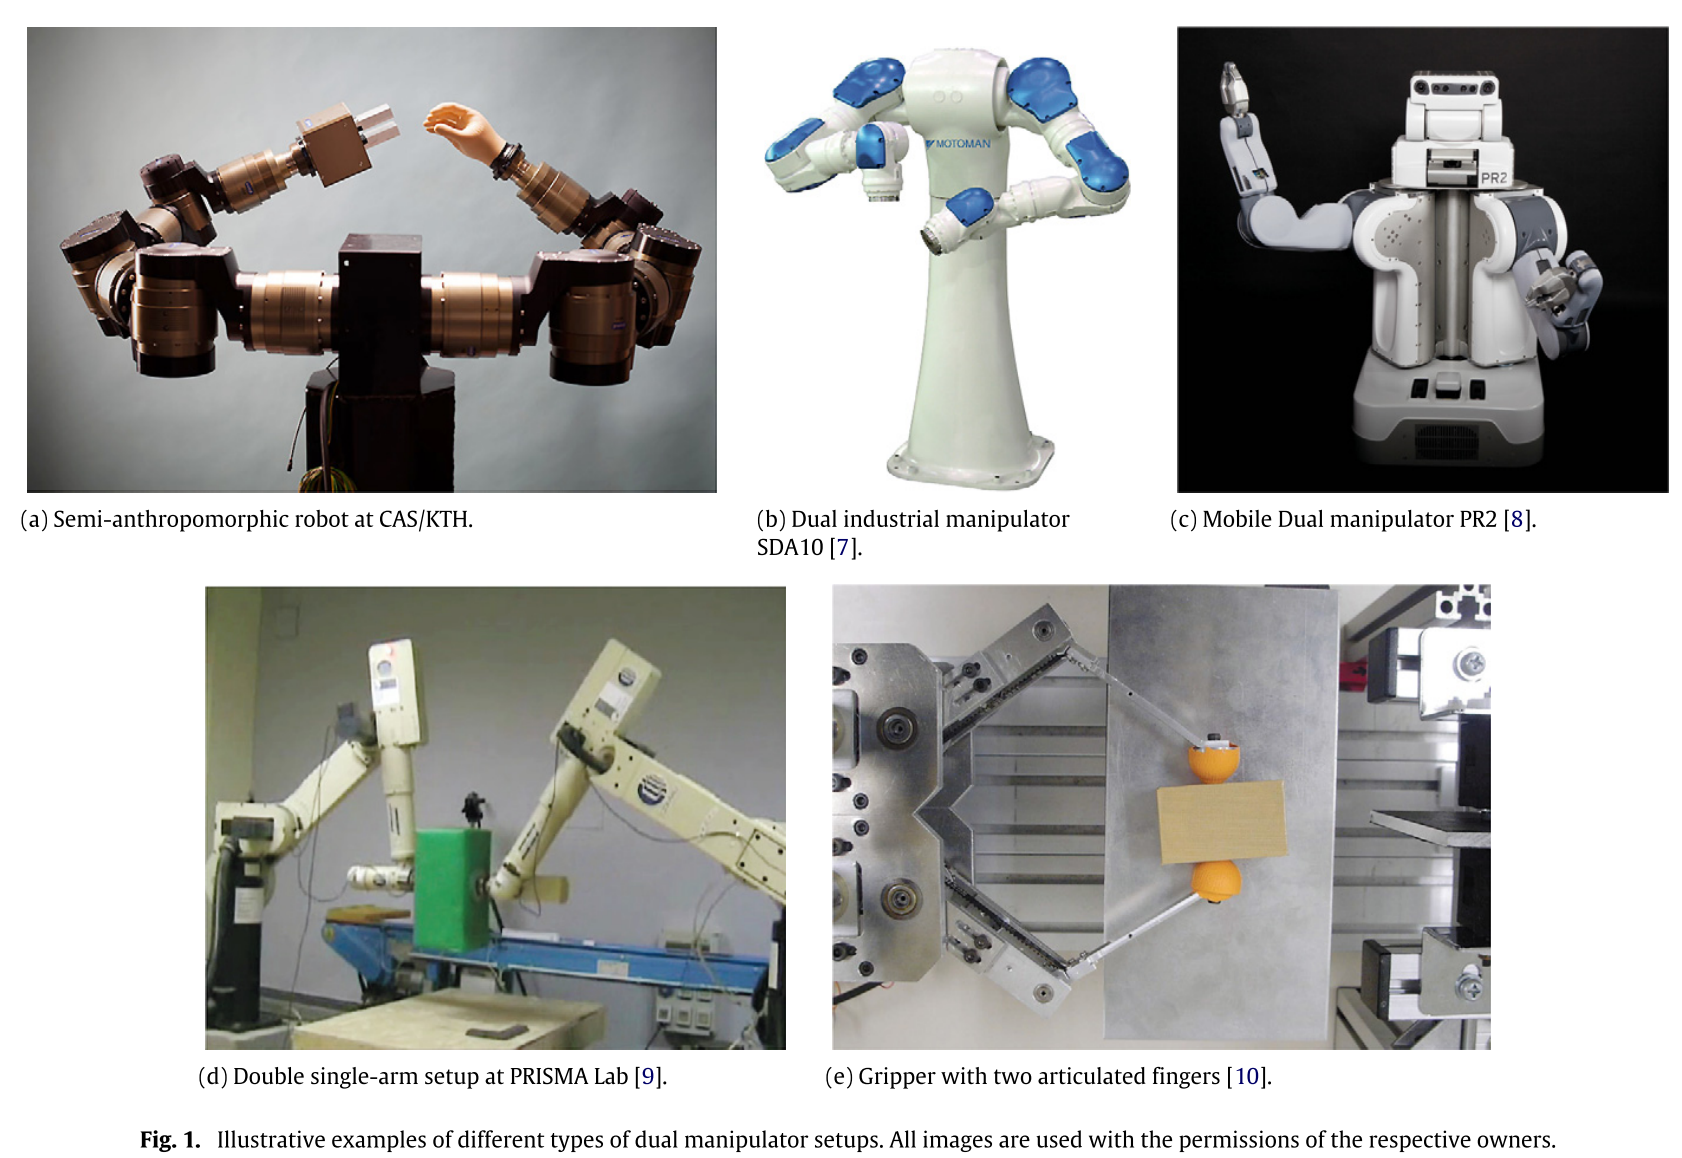 MOTOMAN
PR2
(a) Semi-anthropomorphic robot at CAS/KTH.
(b) Dual industrial manipulator
SDA10 [7].
(c) Mobile Dual manipulator PR2 [8].
(d) Double single-arm setup at PRISMA Lab [9].
(e) Gripper with two articulated fingers [10].
Fig. 1. Illustrative examples of different types of dual manipulator setups. All images are used with the permissions of the respective owners.